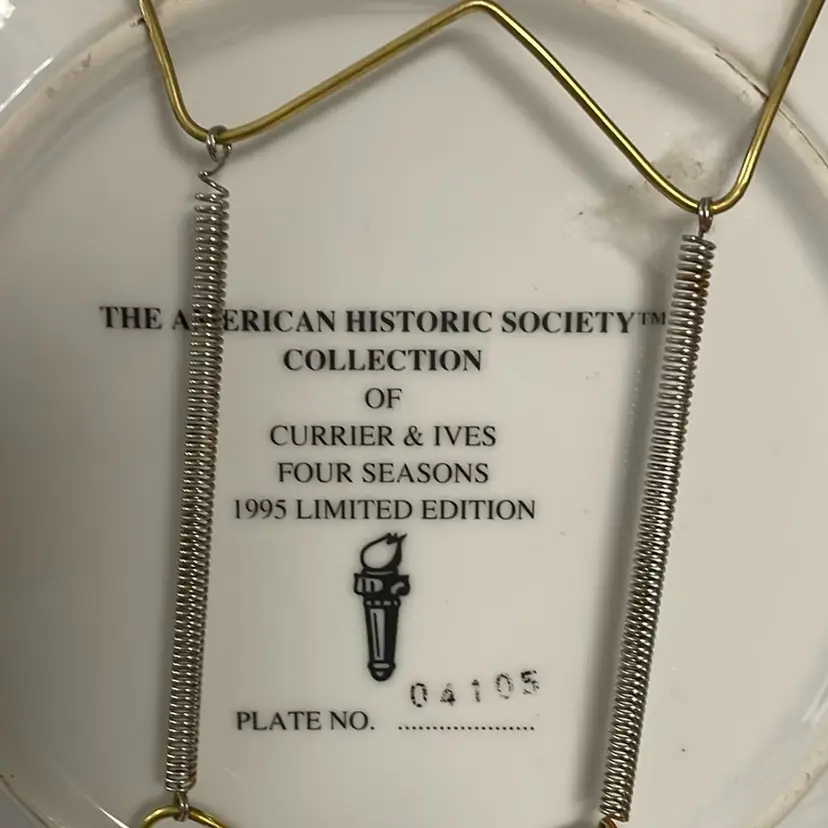 THE AMERICAN HISTORIC SOCIETY™
COLLECTION
OF
CURRIER & IVES
FOUR SEASONS
1995 LIMITED EDITION
04105
PLATE NO. .....................